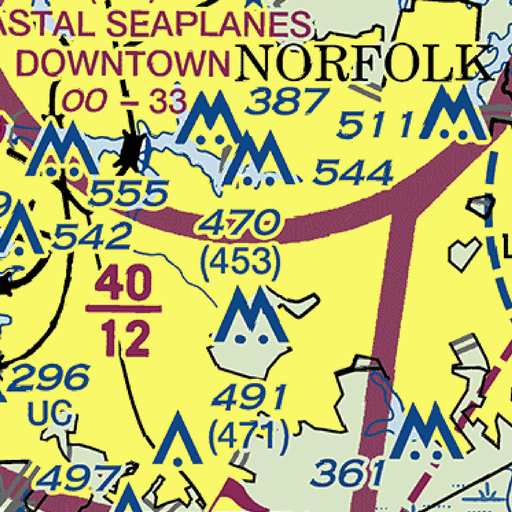 ASTAL SEAPLANES
DOWNTOWN
NORFOLK
00 - 33
387
511
544
555
9
542
470
(453)
L
40
12
296
UC
491
(471)
361
497